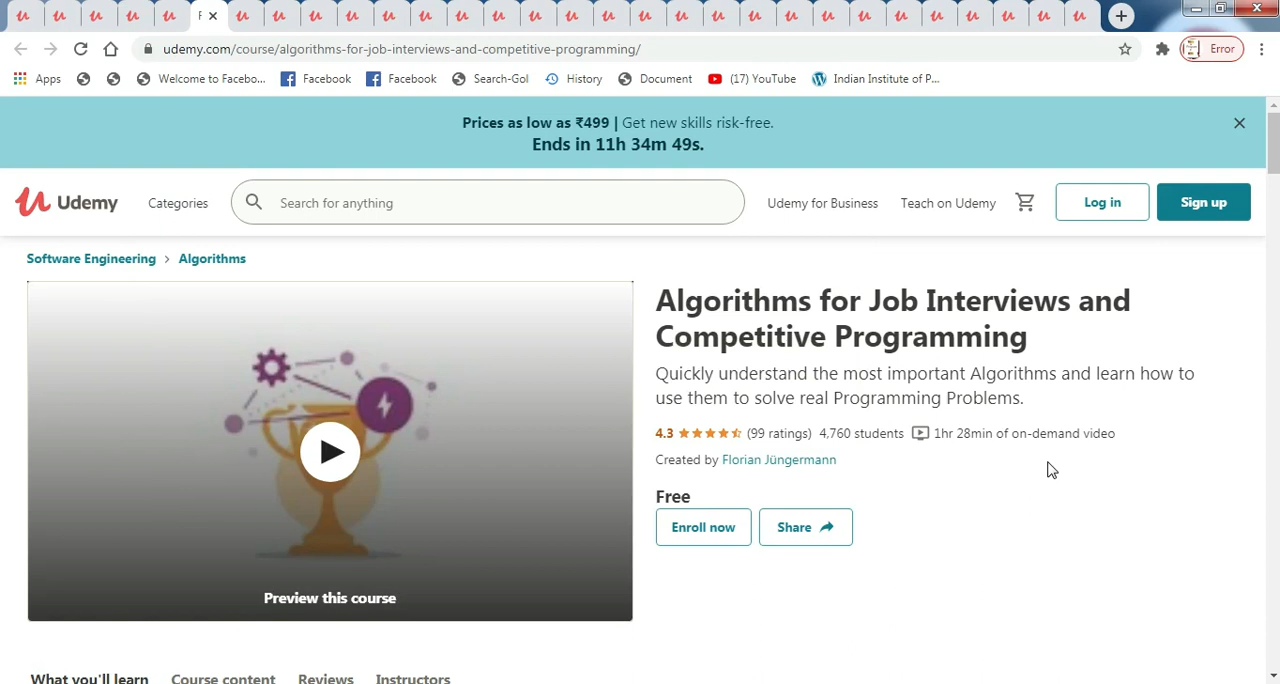 F
udemy.com/course/algorithms-for-job-interviews-and-competitive-programming/
Error
Apps
Welcome to Facebo...
Facebook
Facebook
Search-Gol
History
Document
(17) YouTube
Indian Institute of P...
Prices as low as ₹499 | Get new skills risk-free.
Ends in 11h 34m 49s.
Udemy
Categories
Search for anything
Udemy for Business
Teach on Udemy
Log in
Sign up
Software Engineering > Algorithms
Algorithms for Job Interviews and
Competitive Programming
Quickly understand the most important Algorithms and learn how to
use them to solve real Programming Problems.
4.3 (99 ratings) 4,760 students 1hr 28min of on-demand video
Created by Florian Jüngermann
Free
Enroll now
Share
Preview this course
What you'll learn
Course content
Reviews
Instructors